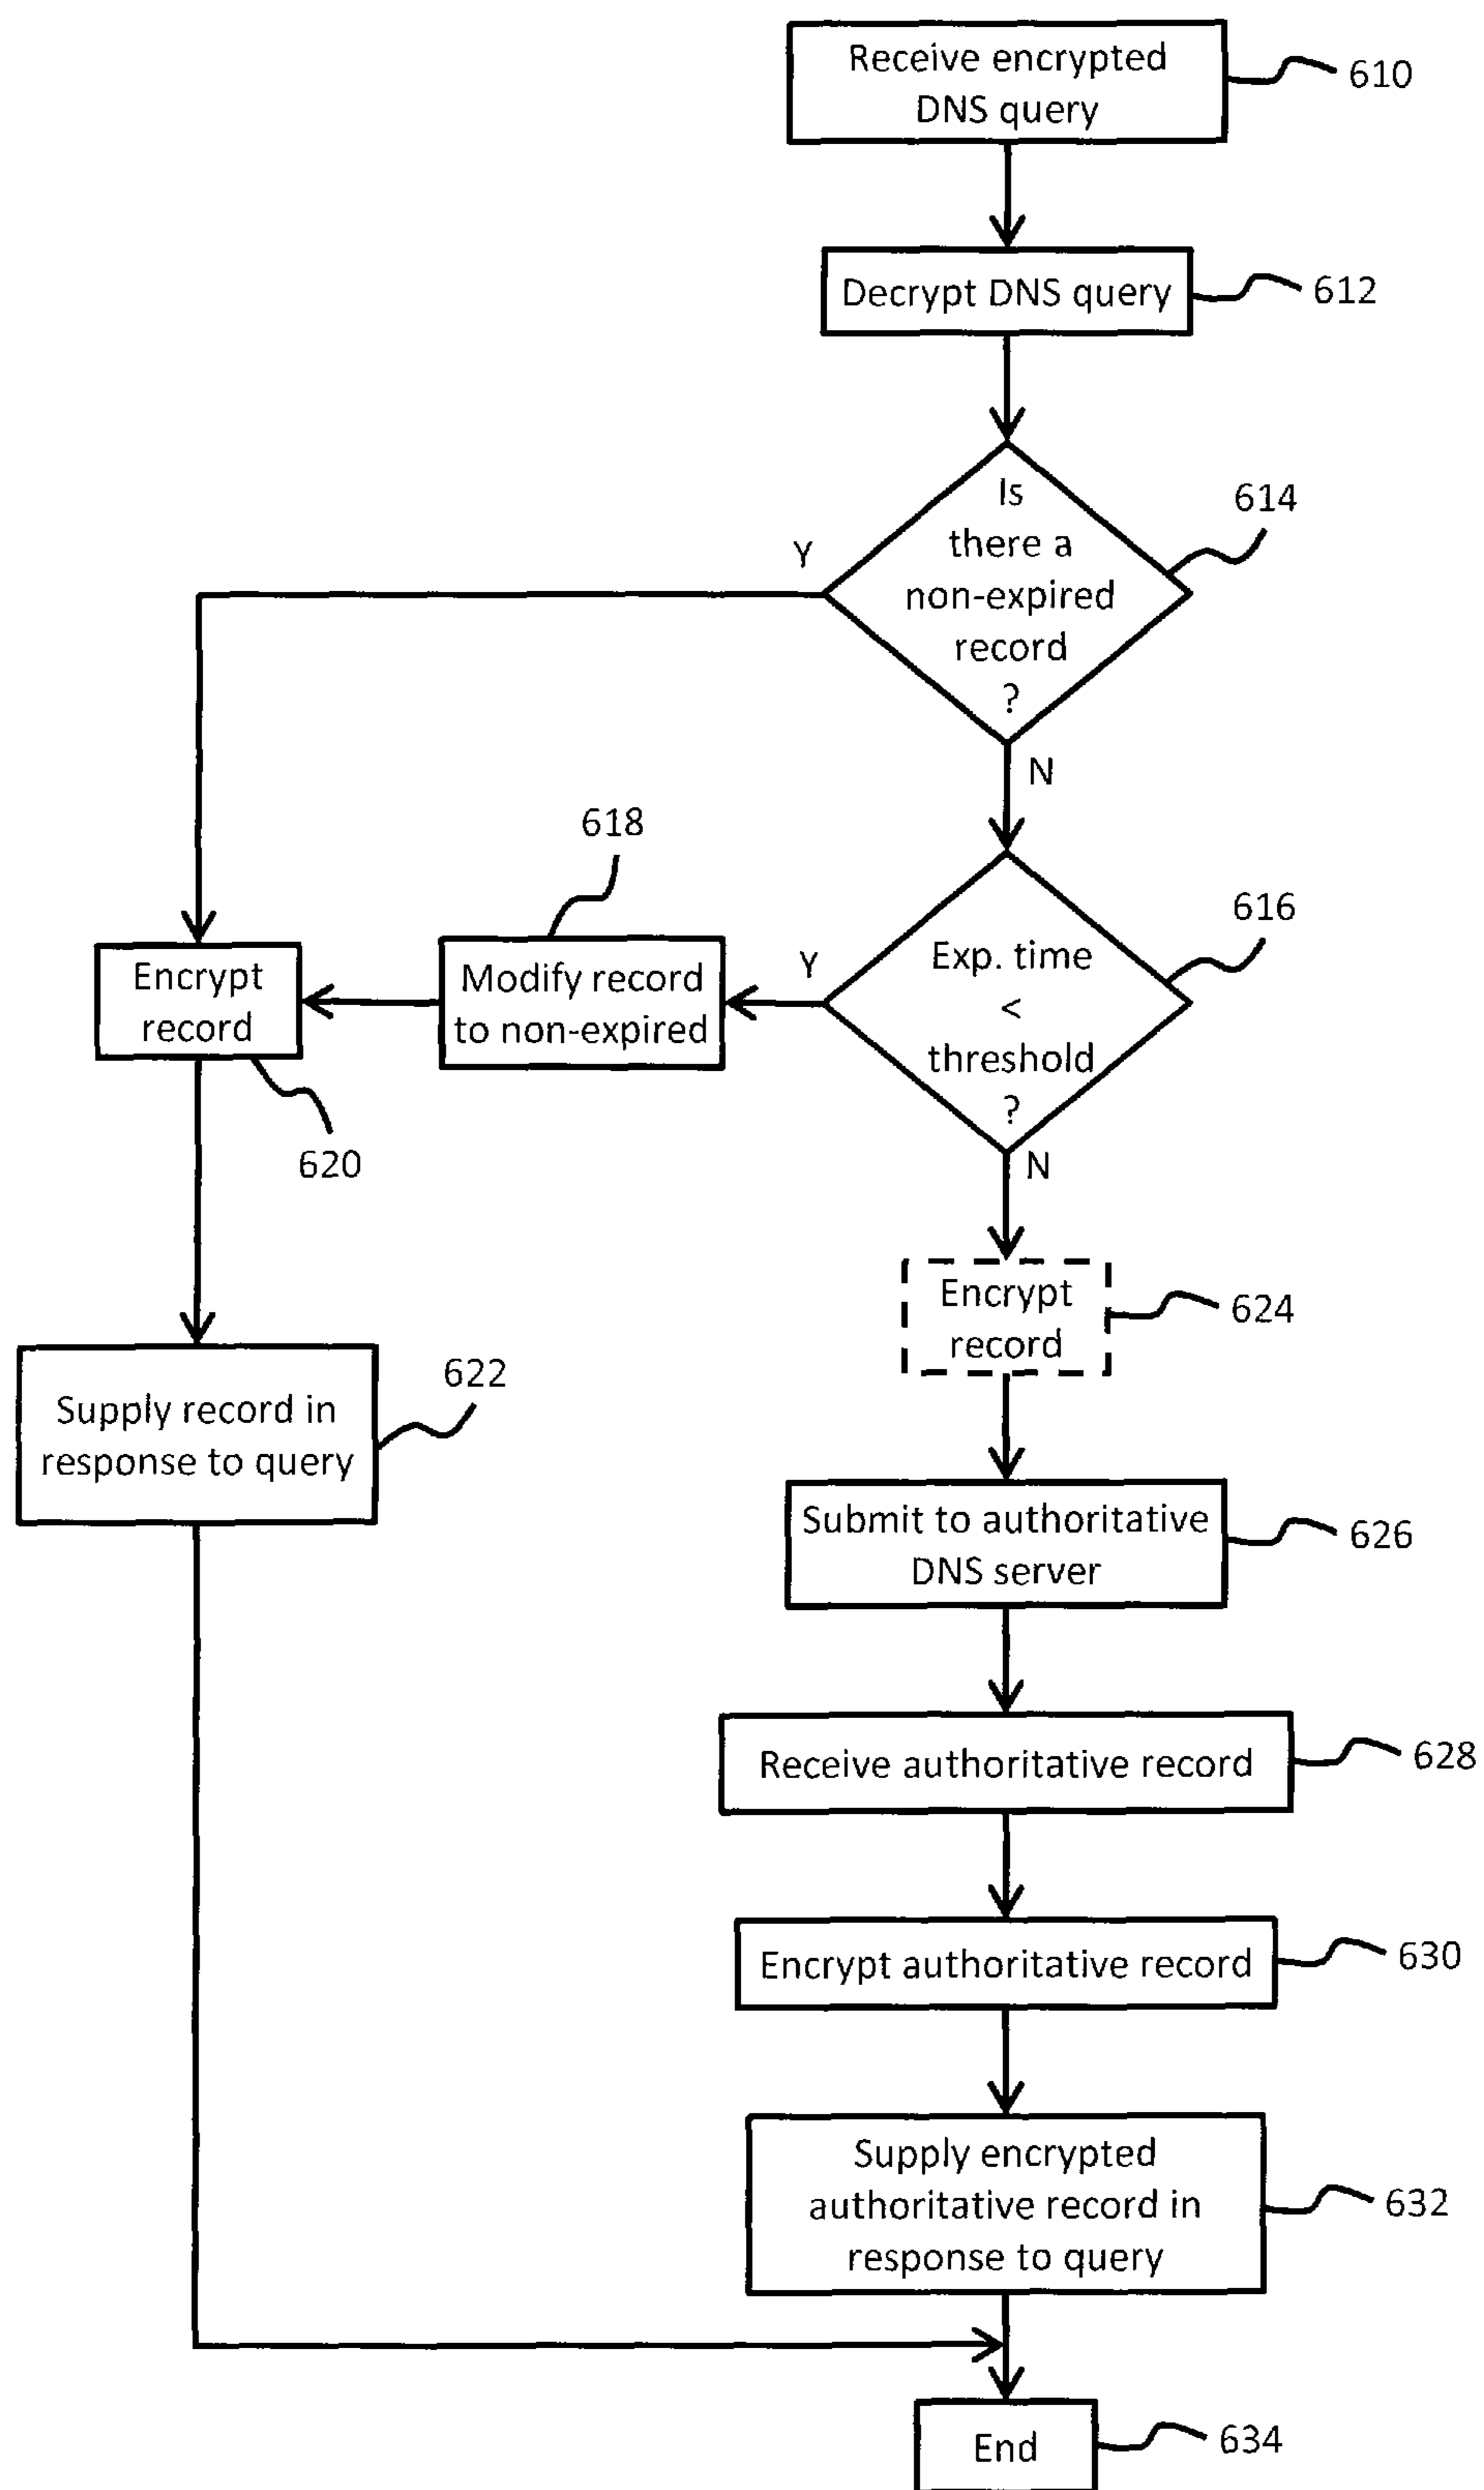 Receive encrypted
DNS query
610
Decrypt DNS query
612
Is
there a
non-expired
record
?
614
Y
N
618
616
Exp. time
<
threshold
?
Y
Modify record
to non-expired
Encrypt
record
620
N
Encrypt
record
624
622
Supply record in
response to query
Submit to authoritative
DNS server
626
Receive authoritative record
628
Encrypt authoritative record
630
Supply encrypted
authoritative record in
response to query
632
End
634